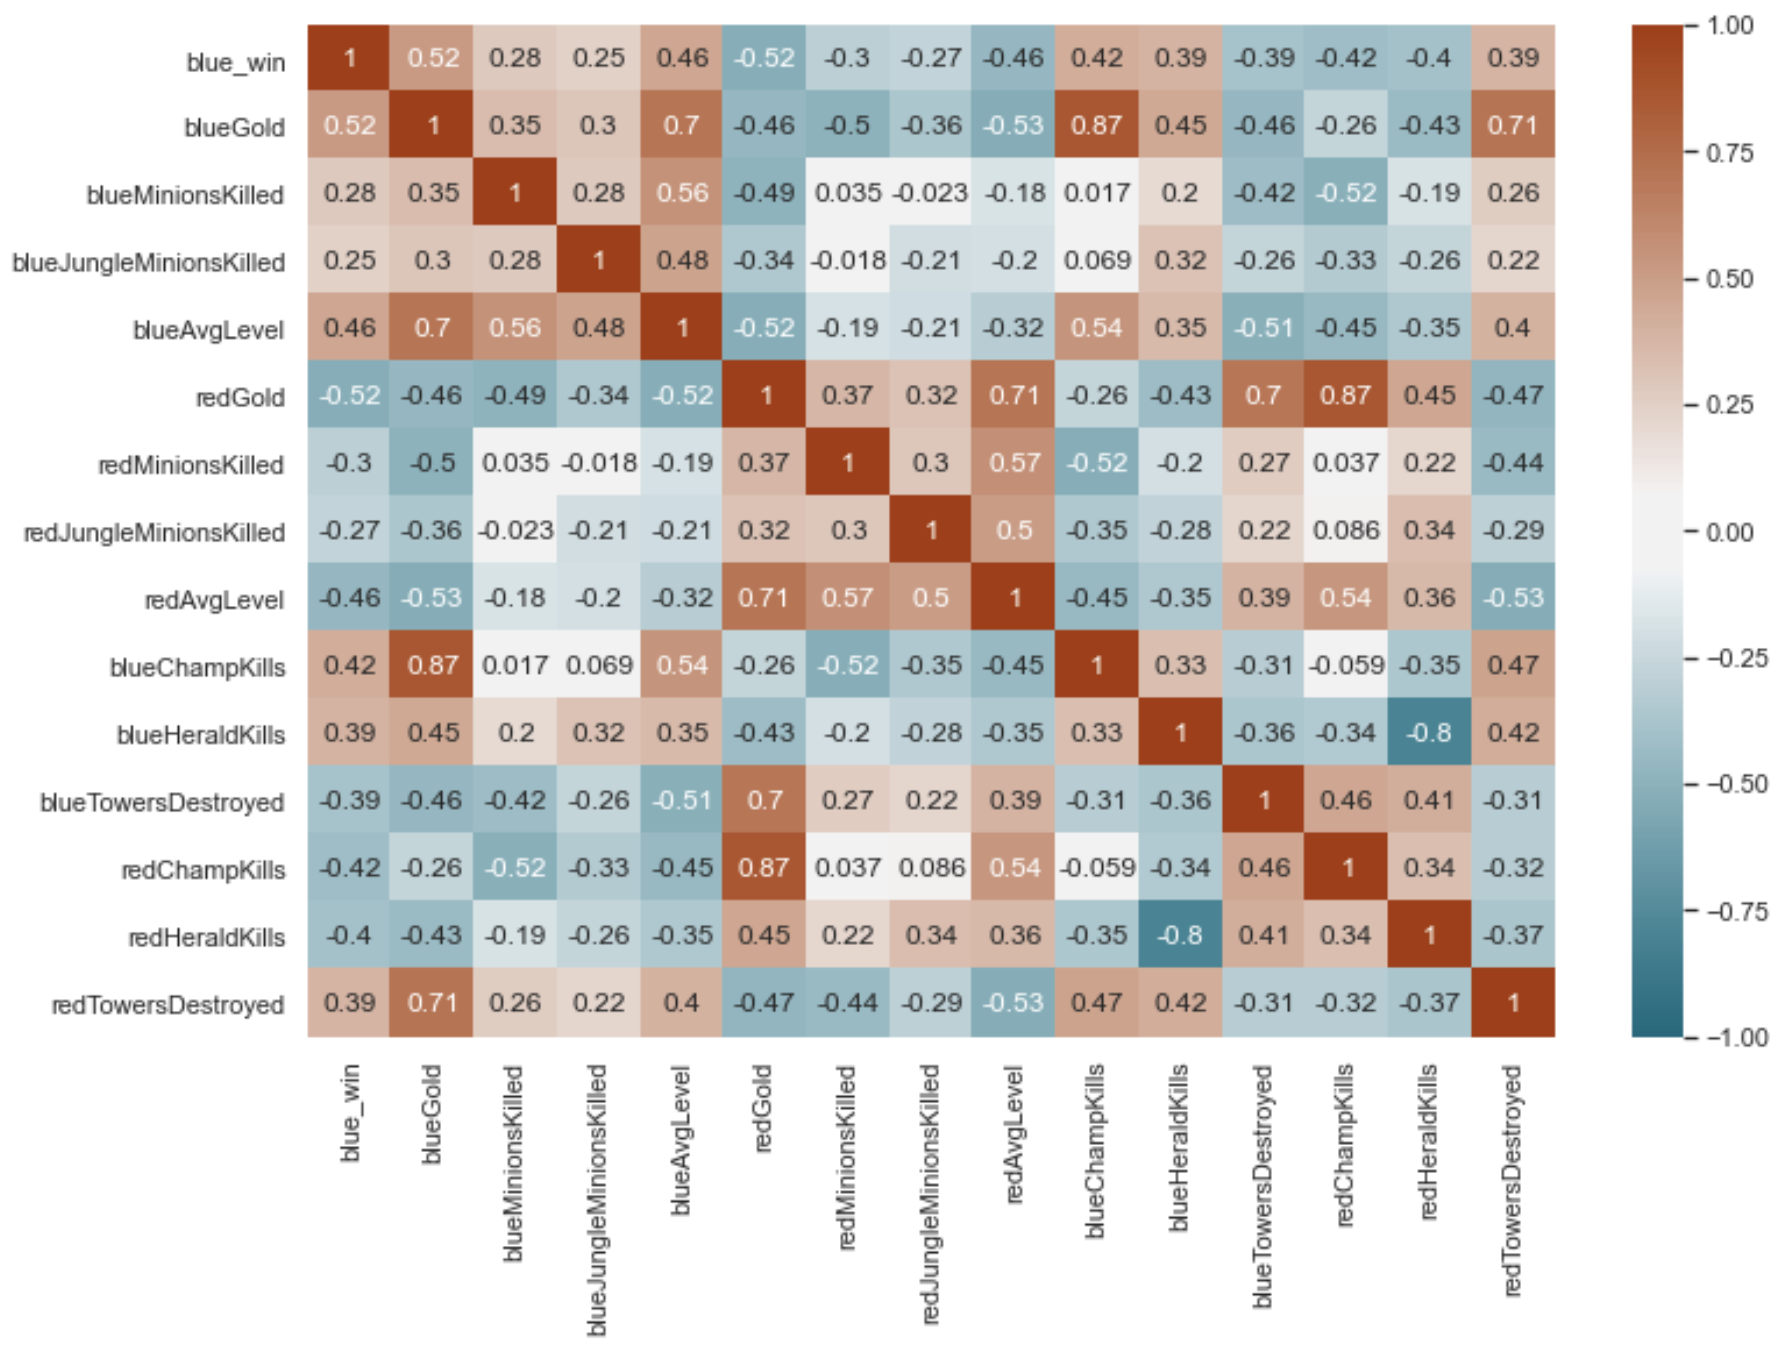 blue_win 1 0.52 0.28 0.25 0.46 -0.52 -0.3 -0.27 -0.46 0.42 0.39 -0.39 -0.42 -0.4 0.39
blueGold 0.52 1 0.35 0.3 0.7 -0.46 -0.5 -0.36 -0.53 0.87 0.45 -0.46 -0.26 -0.43 0.71
blueMinionsKilled 0.28 0.35 1 0.28 0.56 -0.49 0.035 -0.023 -0.18 0.017 0.2 -0.42 -0.52 -0.19 0.26
blueJungleMinionsKilled 0.25 0.3 0.28 1 0.48 -0.34 -0.018 -0.21 -0.2 0.069 0.32 -0.26 -0.33 -0.26 0.22
blueAvgLevel 0.46 0.7 0.56 0.48 1 -0.52 -0.19 -0.21 -0.32 0.54 0.35 -0.51 -0.45 -0.35 0.4
redGold -0.52 -0.46 -0.49 -0.34 -0.52 1 0.37 0.32 0.71 -0.26 -0.43 0.7 0.87 0.45 -0.47
redMinionsKilled -0.3 -0.5 0.035 -0.018 -0.19 0.37 1 0.3 0.57 -0.52 -0.2 0.27 0.037 0.22 -0.44
redJungleMinionsKilled -0.27 -0.36 -0.023 -0.21 -0.21 0.32 0.3 1 0.5 -0.35 -0.28 0.22 0.086 0.34 -0.29
redAvgLevel -0.46 -0.53 -0.18 -0.2 -0.32 0.71 0.57 0.5 1 -0.45 -0.35 0.39 0.54 0.36 -0.53
blueChampKills 0.42 0.87 0.017 0.069 0.54 -0.26 -0.52 -0.35 -0.45 1 0.33 -0.31 -0.059 -0.35 0.47
blueHeraldKills 0.39 0.45 0.2 0.32 0.35 -0.43 -0.2 -0.28 -0.35 0.33 1 -0.36 -0.34 -0.8 0.42
blueTowersDestroyed -0.39 -0.46 -0.42 -0.26 -0.51 0.7 0.27 0.22 0.39 -0.31 -0.36 1 0.46 0.41 -0.31
redChampKills -0.42 -0.26 -0.52 -0.33 -0.45 0.87 0.037 0.086 0.54 -0.059 -0.34 0.46 1 0.34 -0.32
redHeraldKills -0.4 -0.43 -0.19 -0.26 -0.35 0.45 0.22 0.34 0.36 -0.35 -0.8 0.41 0.34 1 -0.37
redTowersDestroyed 0.39 0.71 0.26 0.22 0.4 -0.47 -0.44 -0.29 -0.53 0.47 0.42 -0.31 -0.32 -0.37 1
blue_win
blueGold
blueMinionsKilled
blueJungleMinionsKilled
blueAvgLevel
redGold
redMinionsKilled
redJungleMinionsKilled
redAvgLevel
blueChampKills
blueHeraldKills
blueTowersDestroyed
redChampKills
redHeraldKills
redTowersDestroyed
1.00
0.75
0.50
0.25
0.00
−0.25
−0.50
−0.75
−1.00